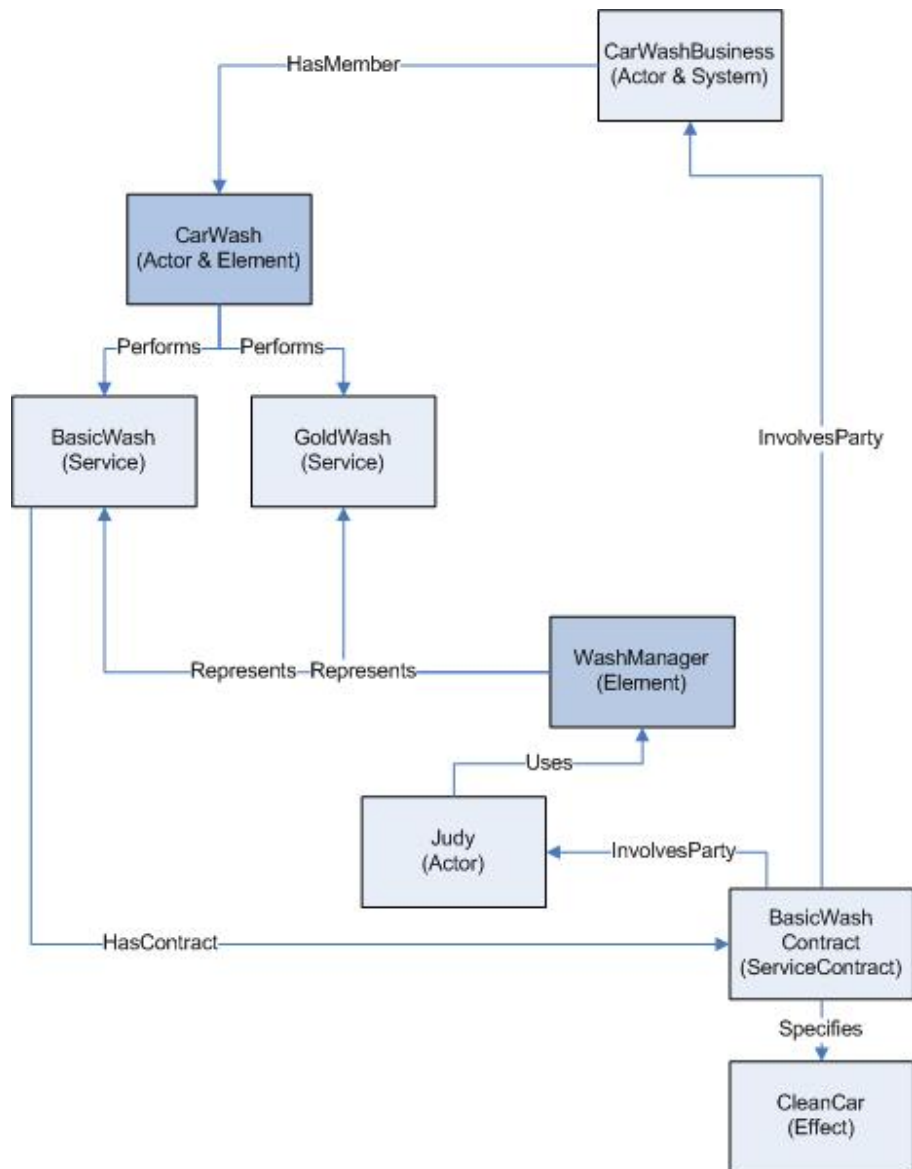 CarWashBusiness
(Actor & System)
HasMember
CarWash
(Actor & Element)
Performs
Performs
BasicWash
(Service)
GoldWash
(Service)
InvolvesParty
WashManager
(Element)
Represents
Represents
Uses
Judy
(Actor)
InvolvesParty
BasicWash
Contract
(ServiceContract)
HasContract
Specifies
CleanCar
(Effect)